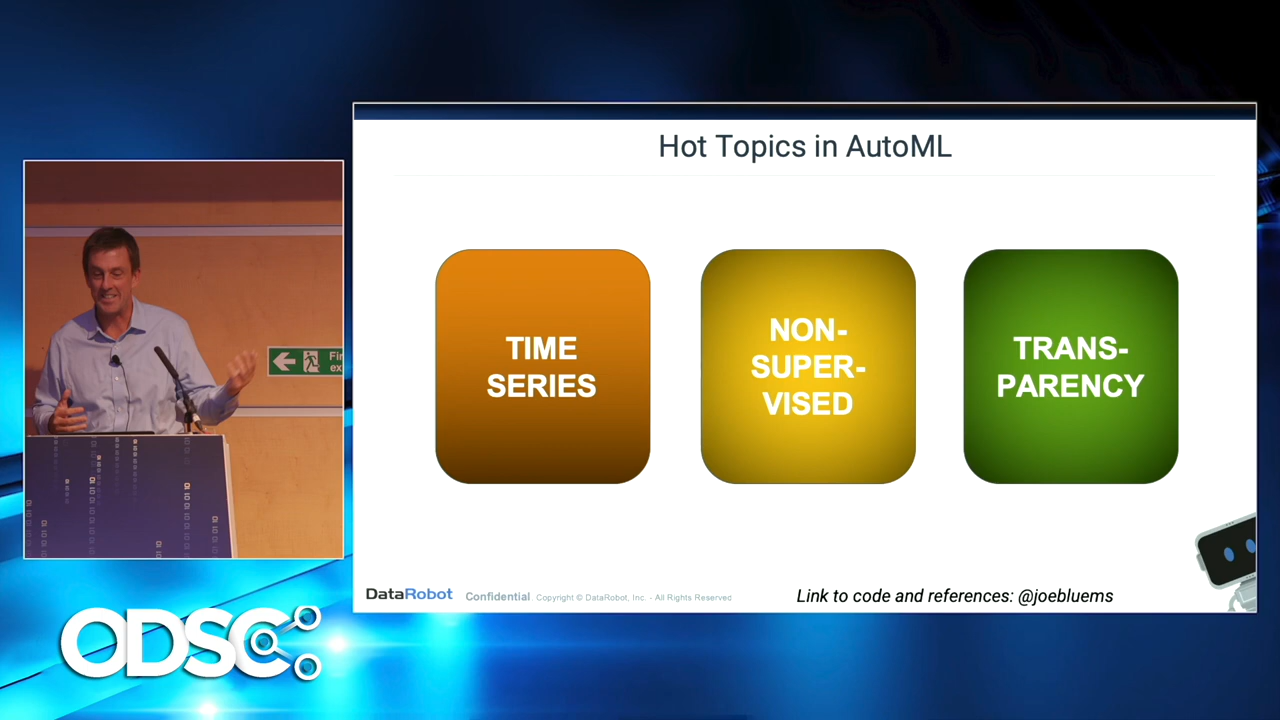 Hot Topics in AutoML
TIME
SERIES
NON-
SUPER-
VISED
TRANS-
PARENCY
DataRobot Confidential Copyright © DataRobot, Inc. - All Rights Reserved
Link to code and references: @joebluems
ODSC